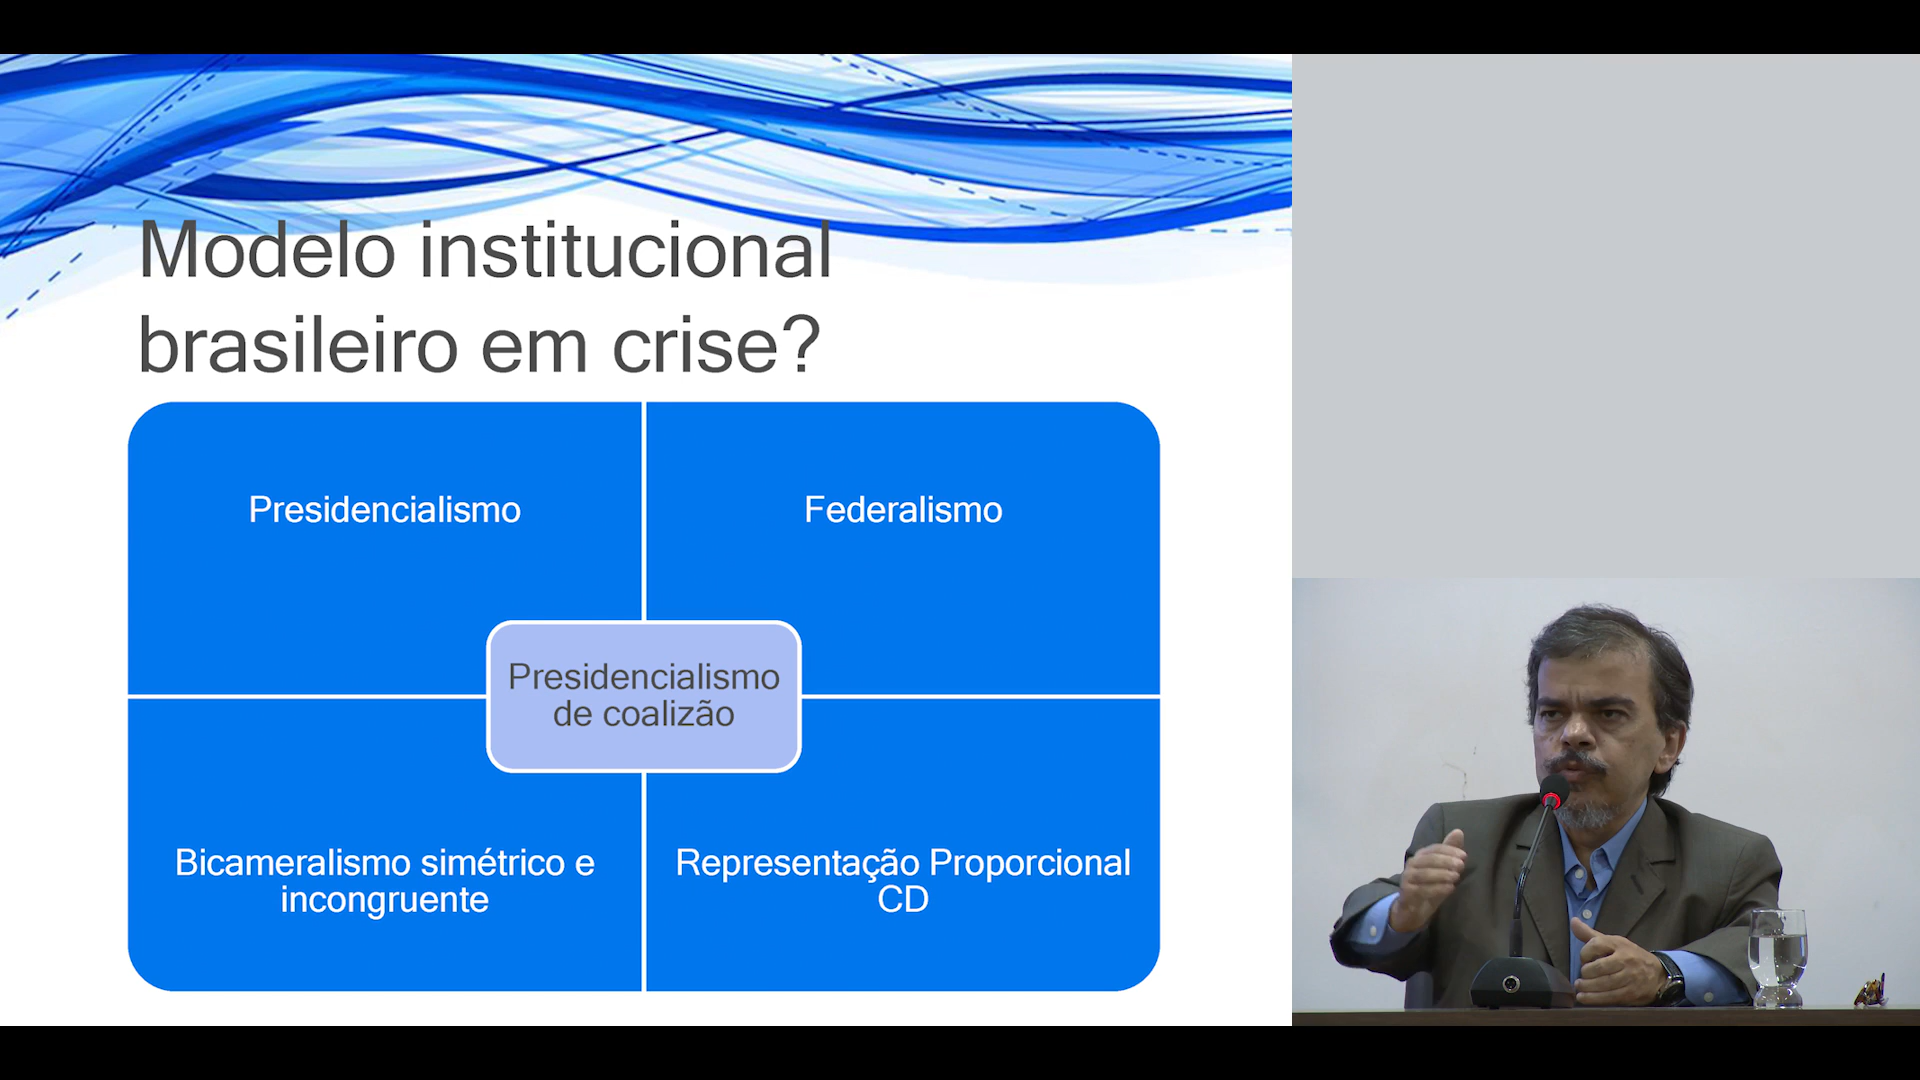 Modelo institucional
brasileiro em crise?
Presidencialismo
Federalismo
Presidencialismo
de coalizão
Bicameralismo simétrico e
incongruente
Representação Proporcional
CD